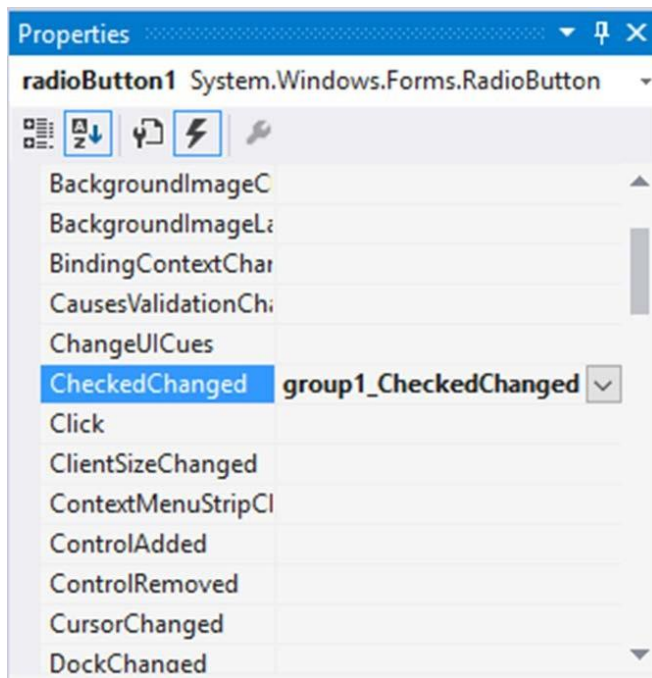 Properties
radioButton1 System.Windows.Forms.RadioButton
A
Z
BackgroundImageC
BackgroundImageLa
BindingContextChar
CausesValidationCha
ChangeUICues
CheckedChanged group1_CheckedChanged
Click
ClientSizeChanged
ContextMenuStripCl
ControlAdded
ControlRemoved
CursorChanged
DockChanged